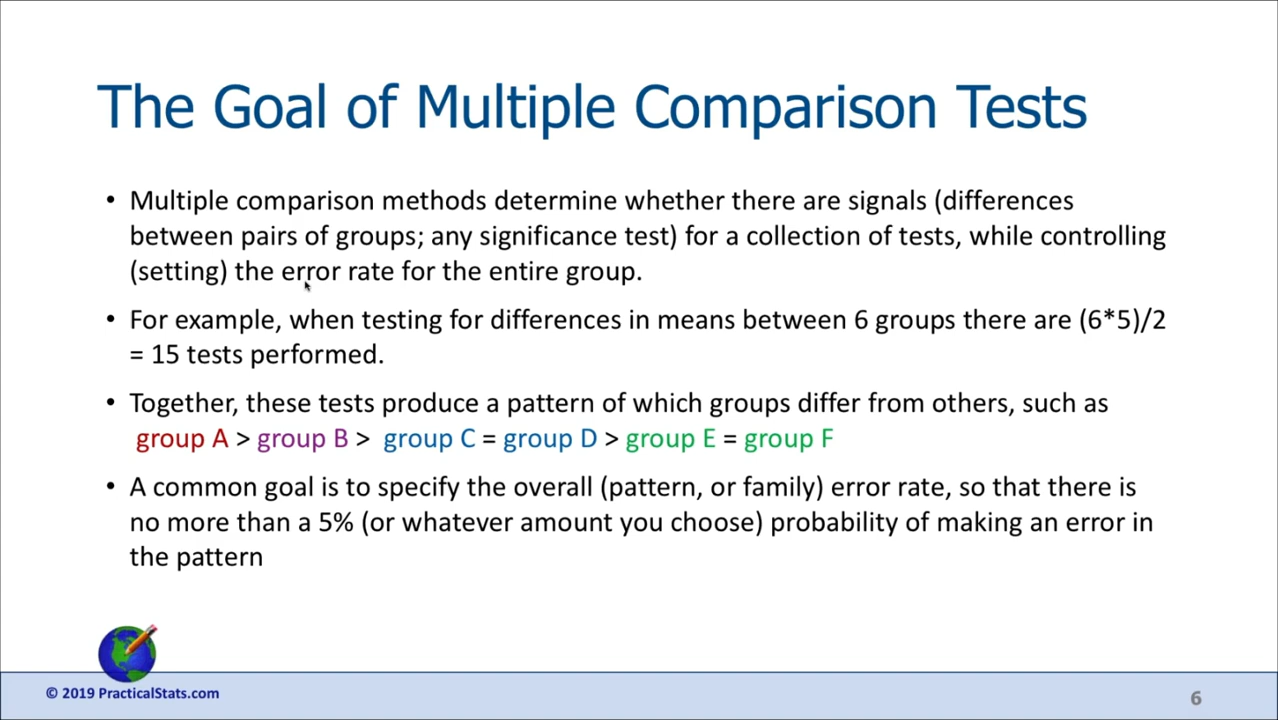 The Goal of Multiple Comparison Tests
• Multiple comparison methods determine whether there are signals (differences
between pairs of groups; any significance test) for a collection of tests, while controlling
(setting) the error rate for the entire group.
• For example, when testing for differences in means between 6 groups there are (6*5)/2
= 15 tests performed.
• Together, these tests produce a pattern of which groups differ from others, such as
group A > group B > group C = group D > group E = group F
• A common goal is to specify the overall (pattern, or family) error rate, so that there is
no more than a 5% (or whatever amount you choose) probability of making an error in
the pattern
© 2019 PracticalStats.com
6